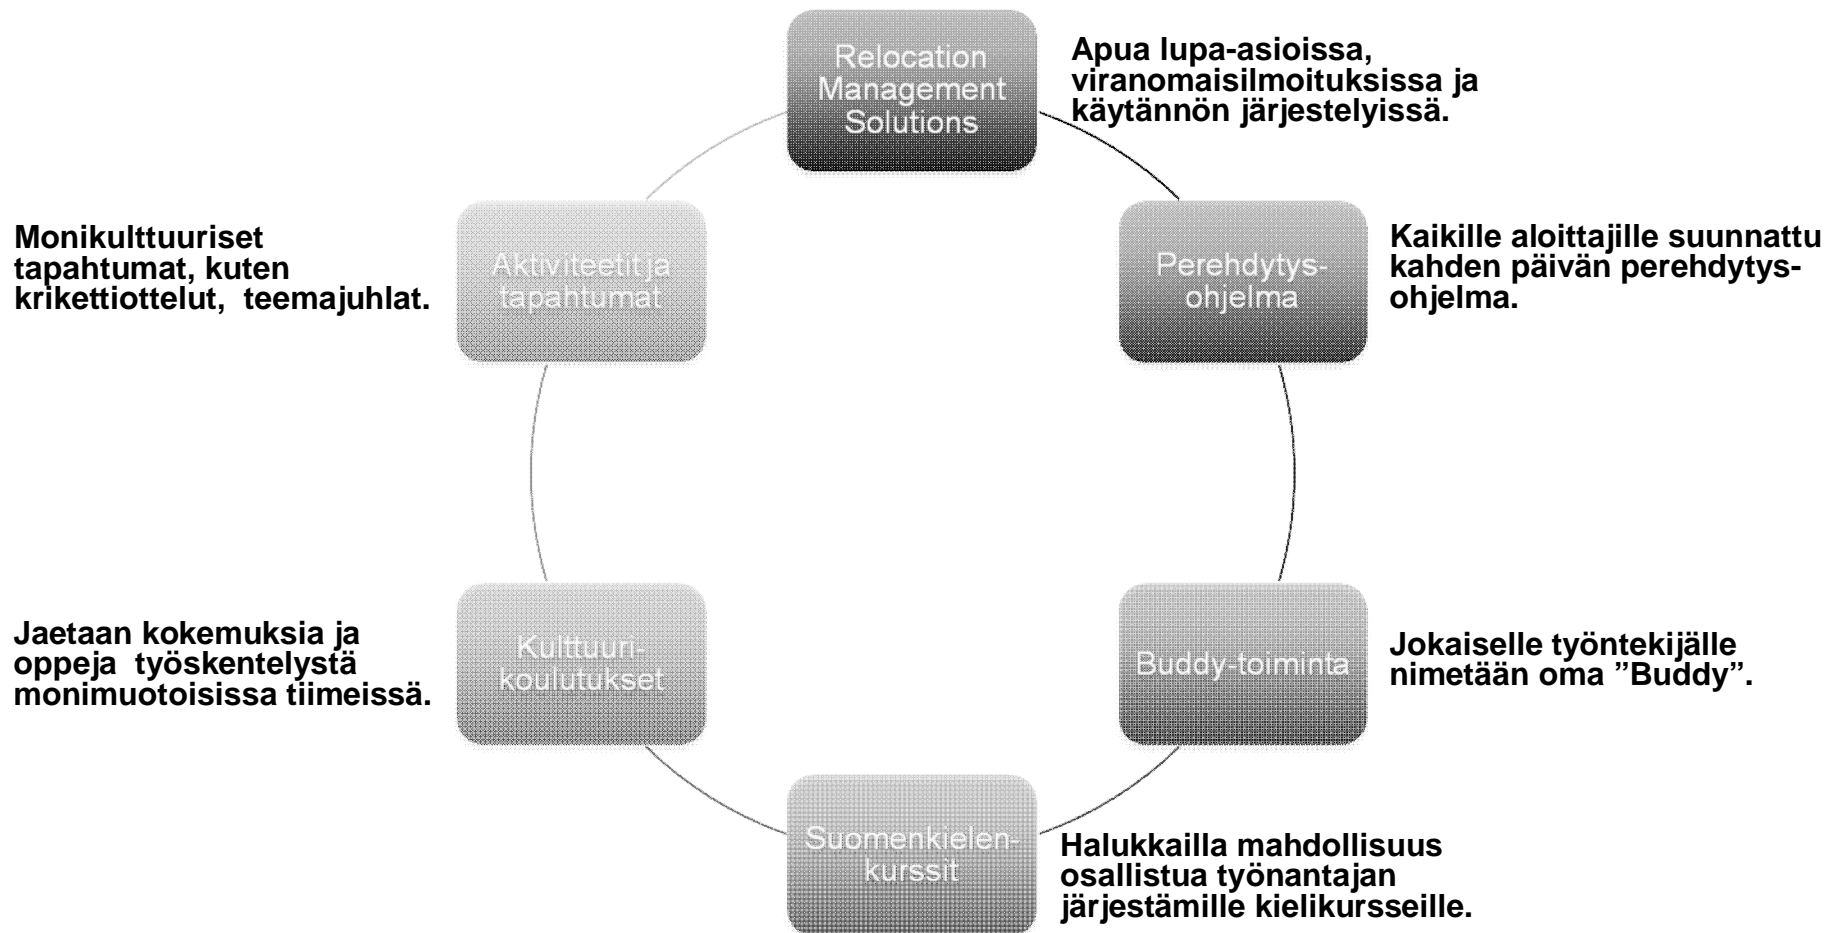 Relocation
Management
Solutions
Apua lupa-asioissa,
viranomaisilmoituksissa ja
käytännön järjestelyissä.
Perehdytys-
ohjelma
Kaikille aloittajille suunnattu
kahden päivän perehdytys-
ohjelma.
Buddy-toiminta
Jokaiselle työntekijälle
nimetään oma ”Buddy”.
Suomenkielen-
kurssit
Halukkailla mahdollisuus
osallistua työnantajan
järjestämille kielikursseille.
Kulttuuri-
koulutukset
Jaetaan kokemuksia ja
oppeja työskentelystä
monimuotoisissa tiimeissä.
Aktiviteetit ja
tapahtumat
Monikulttuuriset
tapahtumat, kuten
krikettiottelut, teemajuhlat.